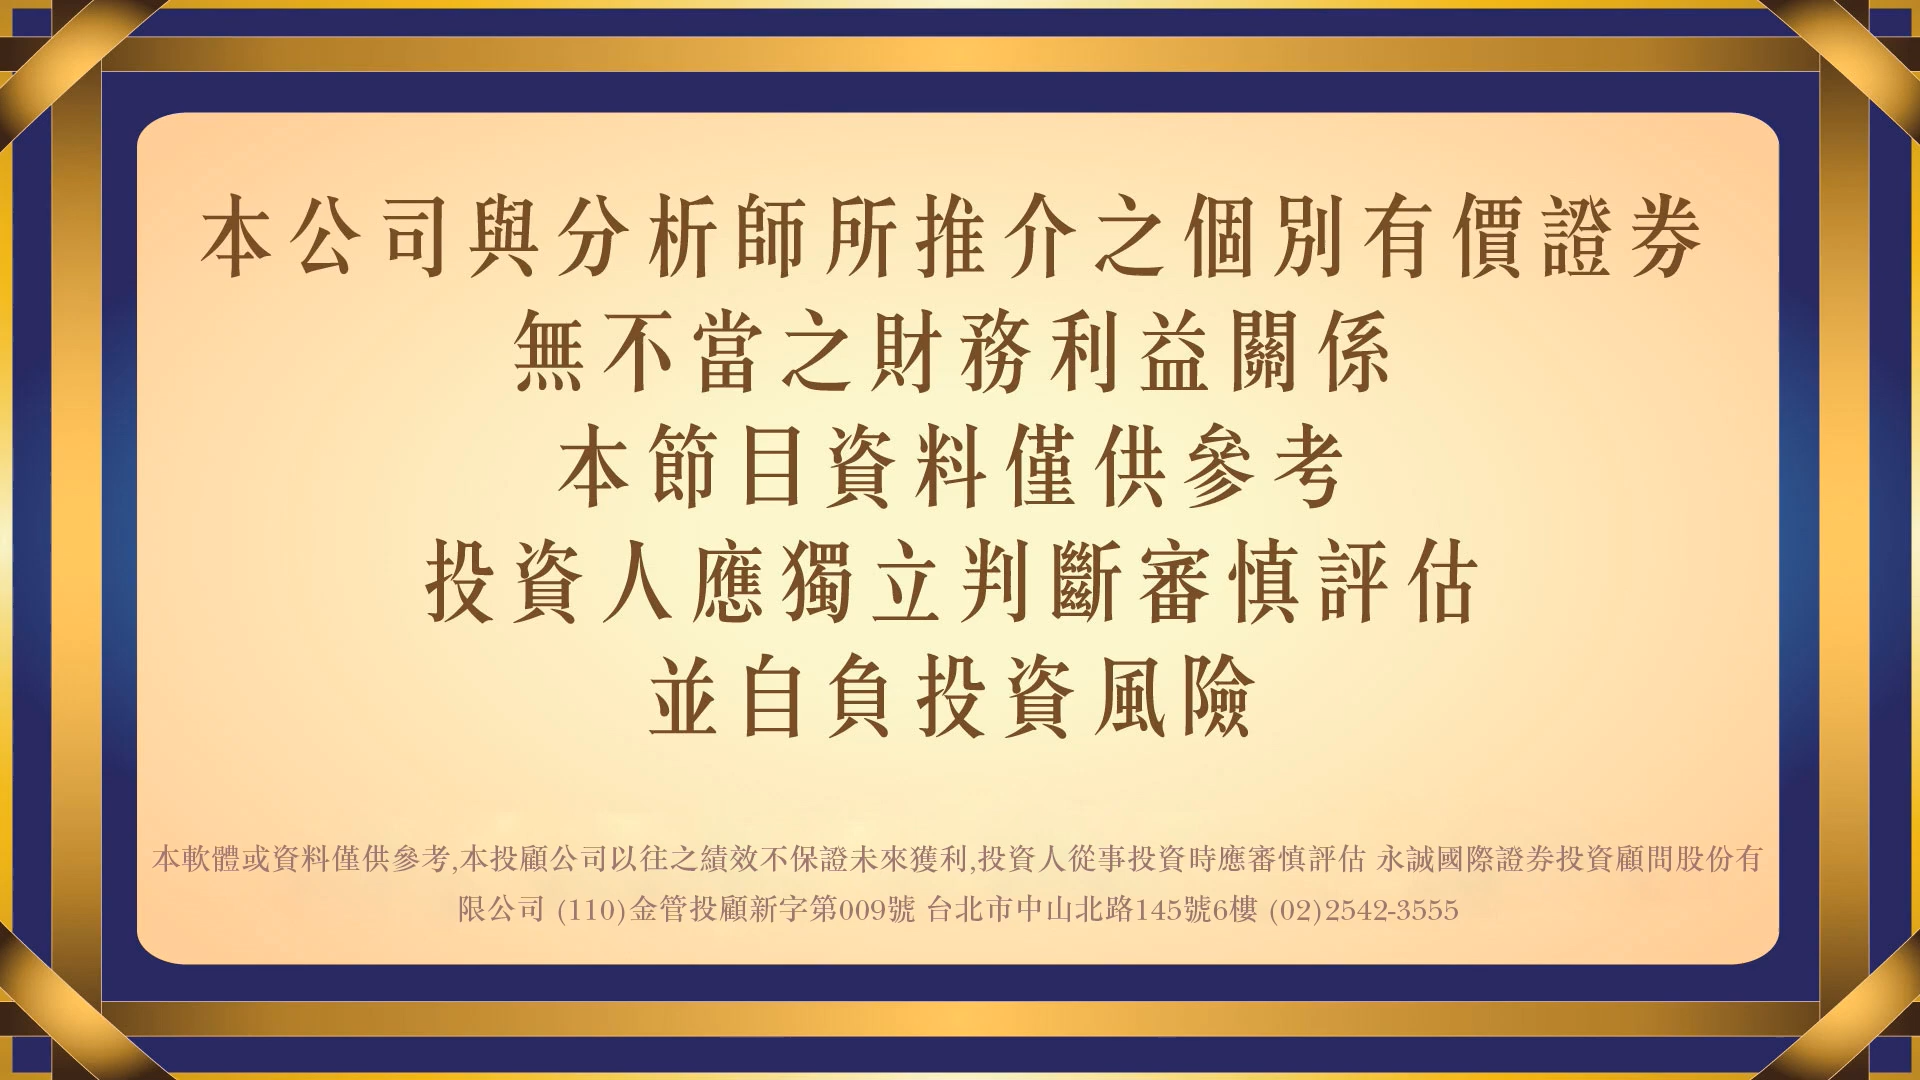 本公司與分析師所推介之個別有價證券
無不當之財務利益關係
本節目資料僅供參考
投資人應獨立判斷審慎評估
並自負投資風險
本軟體或資料僅供參考,本投顧公司以往之績效不保證未來獲利,投資人從事投資時應審慎評估 永誠國際證券投資顧問股份有
限公司 (110)金管投顧新字第009號 台北市中山北路145號6樓 (02)2542-3555